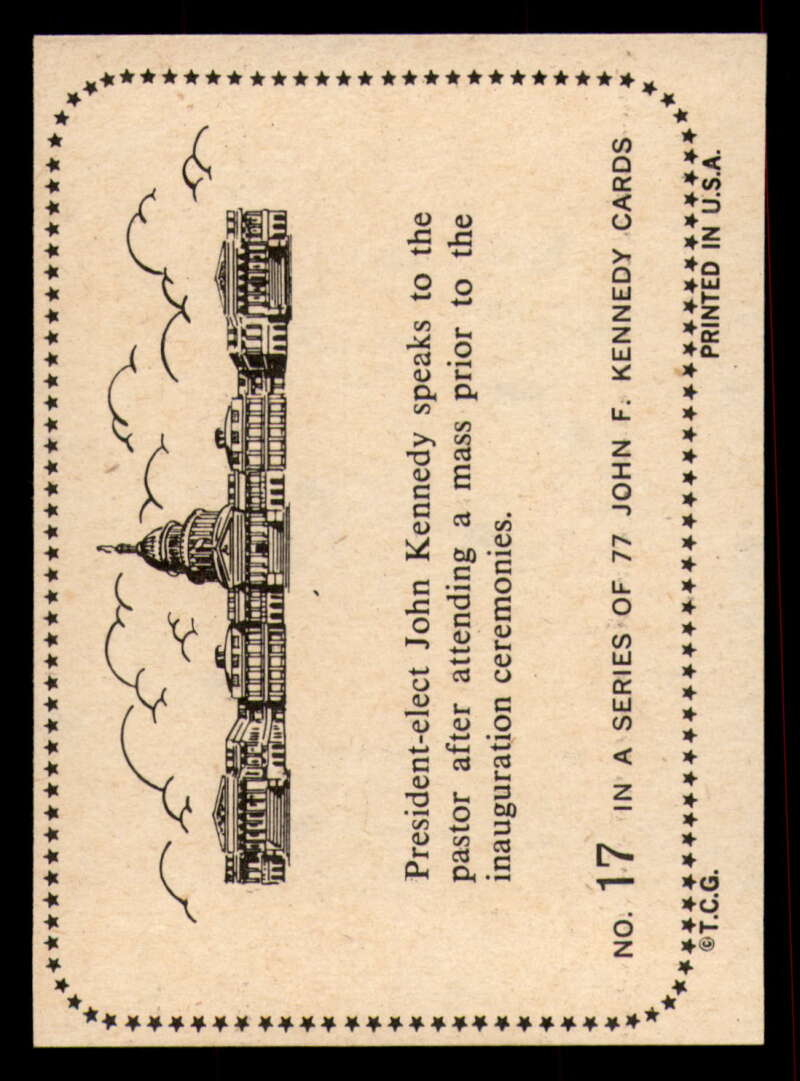 President-elect John Kennedy speaks to the
pastor after attending a mass prior to the
inauguration ceremonies.
NO. 17 IN A SERIES OF 77 JOHN F. KENNEDY CARDS
©T.C.G. PRINTED IN U.S.A.